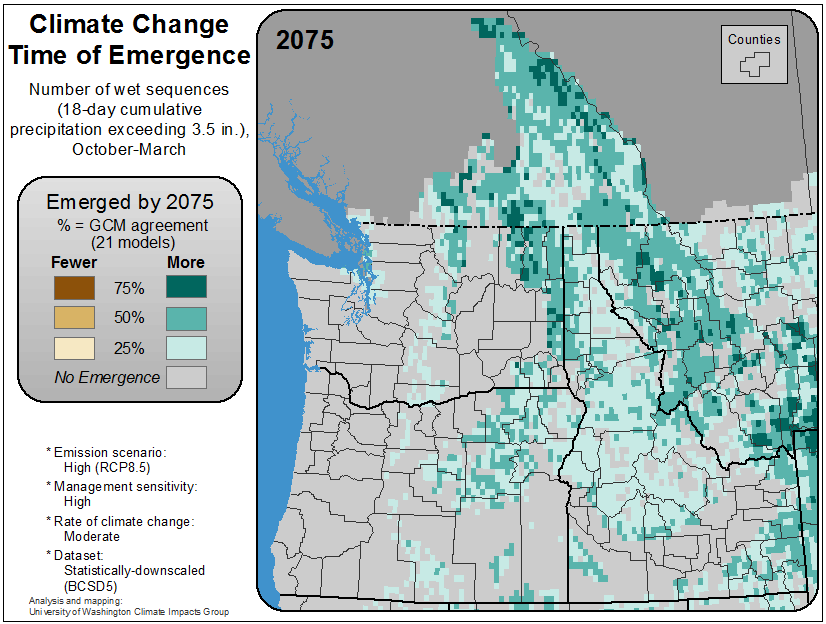 Climate Change
Time of Emergence
Number of wet sequences
(18-day cumulative
precipitation exceeding 3.5 in.),
October-March
Emerged by 2075
% = GCM agreement
(21 models)
Fewer More
75%
50%
25%
No Emergence
* Emission scenario:
High (RCP8.5)
* Management sensitivity:
High
* Rate of climate change:
Moderate
* Dataset:
Statistically-downscaled
(BCSD5)
Analysis and mapping:
University of Washington Climate Impacts Group
2075
Counties